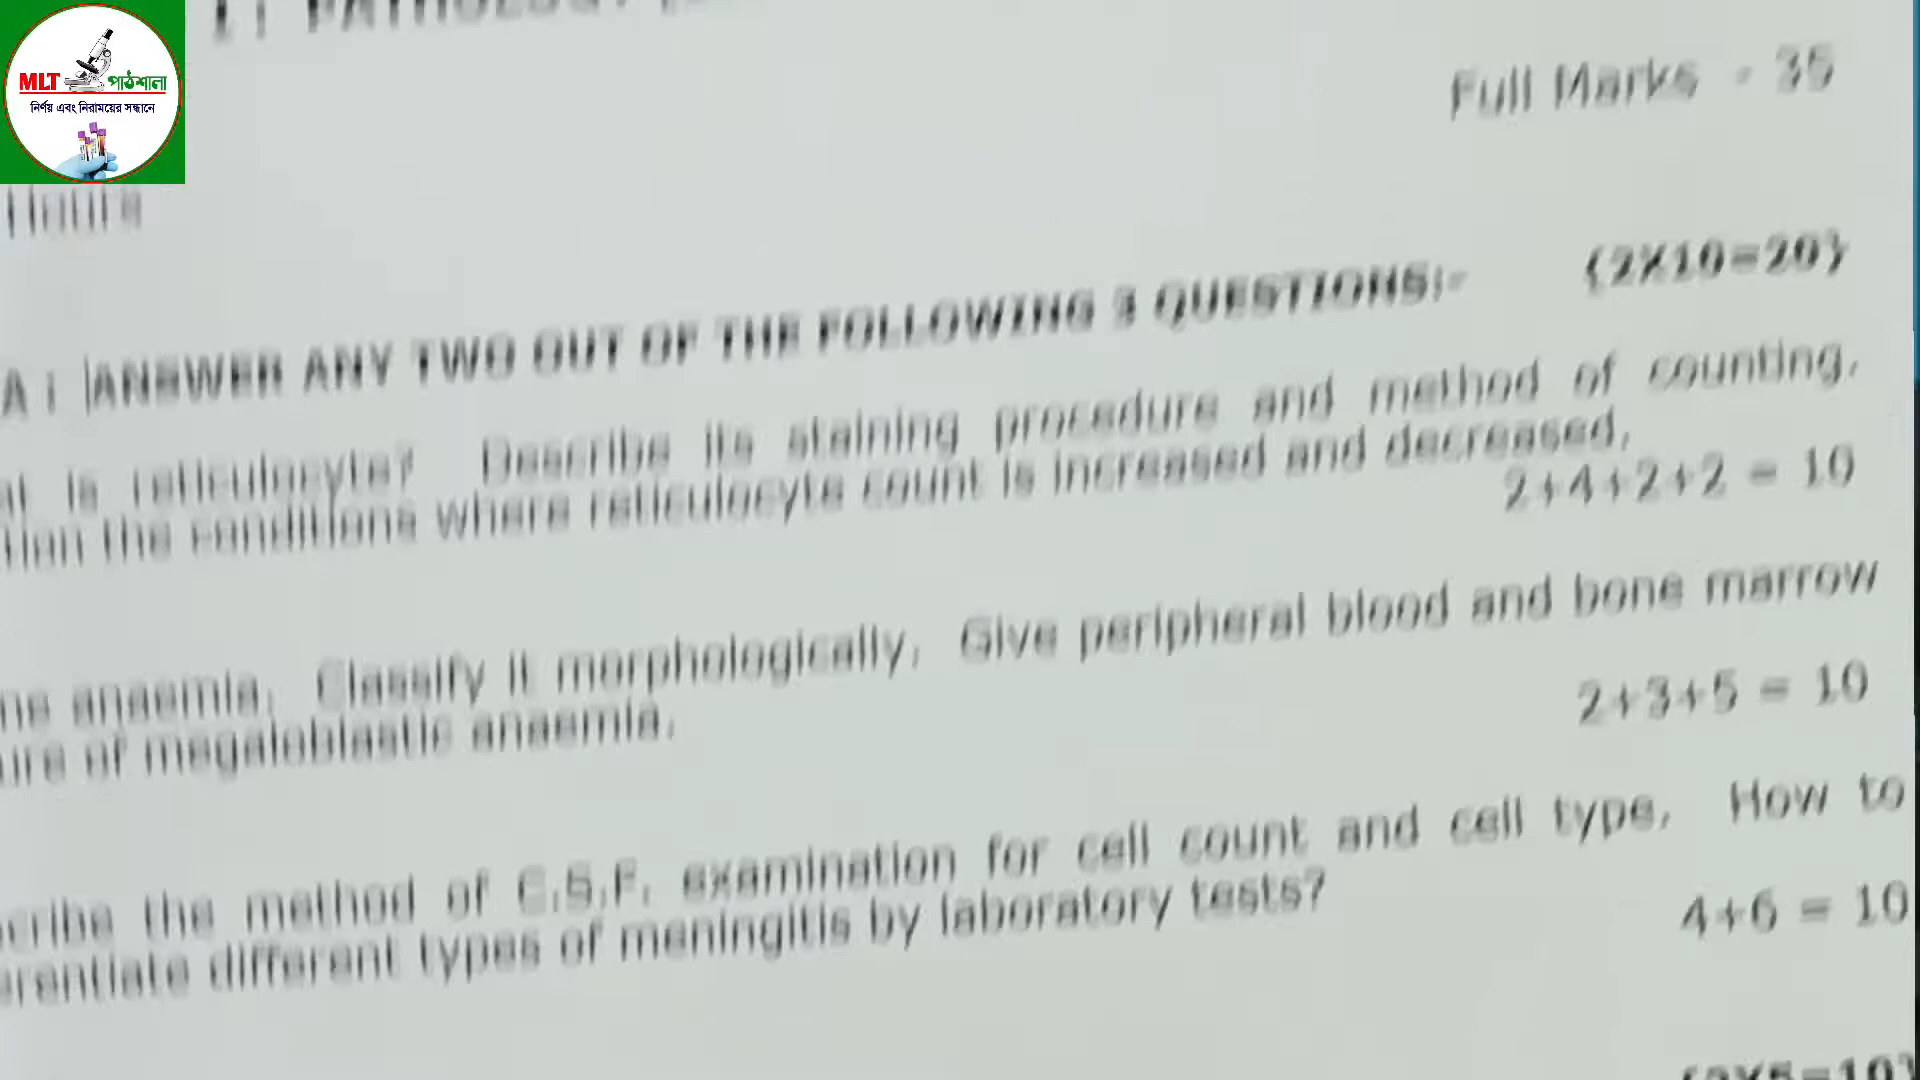 MLT পাঠশালা
নির্ণয় এবং নিরাময়ের সন্ধানে
Full Marks - 35
Hours
{2X10=20}
A : ANSWER ANY TWO OUT OF THE FOLLOWING 3 QUESTIONS:-
is reticulocyte? Describe its staining procedure and method of counting.
the conditions where reticulocyte count is increased and decreased.
2+4+2+2 = 10
anaemia. Classify it morphologically. Give peripheral blood and bone marrow
of megaloblastic anaemia.
2+3+5 = 10
the method of C.S.F. examination for cell count and cell type. How to
different types of meningitis by laboratory tests?
4+6 = 10